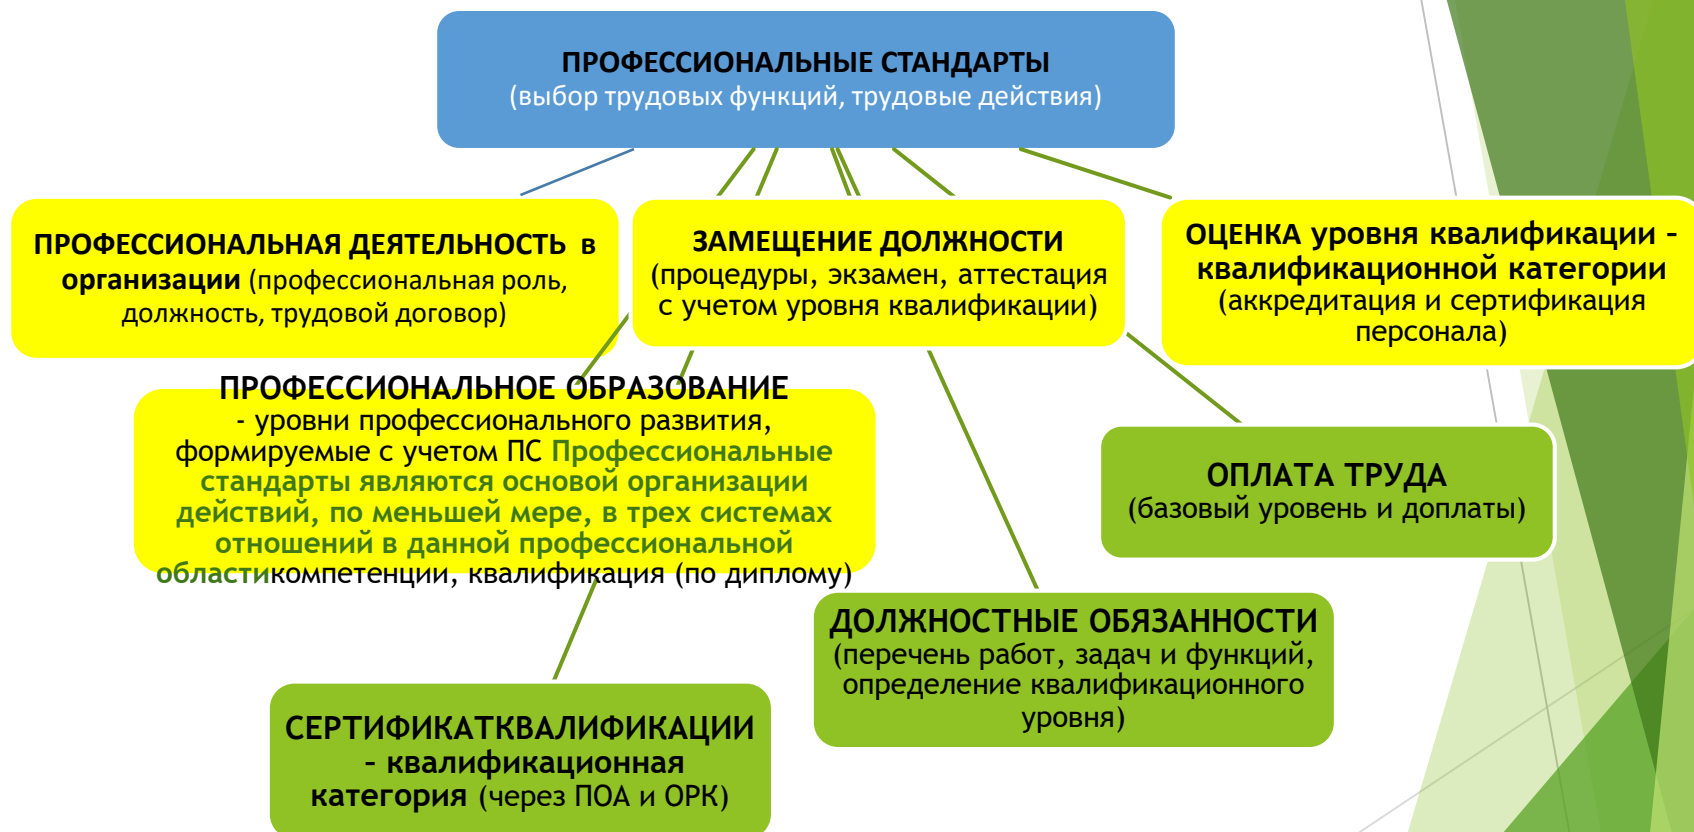 ПРОФЕССИОНАЛЬНЫЕ СТАНДАРТЫ
(выбор трудовых функций, трудовые действия)
ПРОФЕССИОНАЛЬНАЯ ДЕЯТЕЛЬНОСТЬ в
организации (профессиональная роль,
должность, трудовой договор)
ЗАМЕЩЕНИЕ ДОЛЖНОСТИ
(процедуры, экзамен, аттестация
с учетом уровня квалификации)
ОЦЕНКА уровня квалификации –
квалификационной категории
(аккредитация и сертификация
персонала)
ПРОФЕССИОНАЛЬНОЕ ОБРАЗОВАНИЕ
- уровни профессионального развития,
формируемые с учетом ПС Профессиональные
стандарты являются основой организации
действий, по меньшей мере, в трех системах
отношений в данной профессиональной
областикомпетенции, квалификация (по диплому)
ОПЛАТА ТРУДА
(базовый уровень и доплаты)
ДОЛЖНОСТНЫЕ ОБЯЗАННОСТИ
(перечень работ, задач и функций,
определение квалификационного
уровня)
СЕРТИФИКАТКВАЛИФИКАЦИИ
– квалификационная
категория (через ПОА и ОРК)